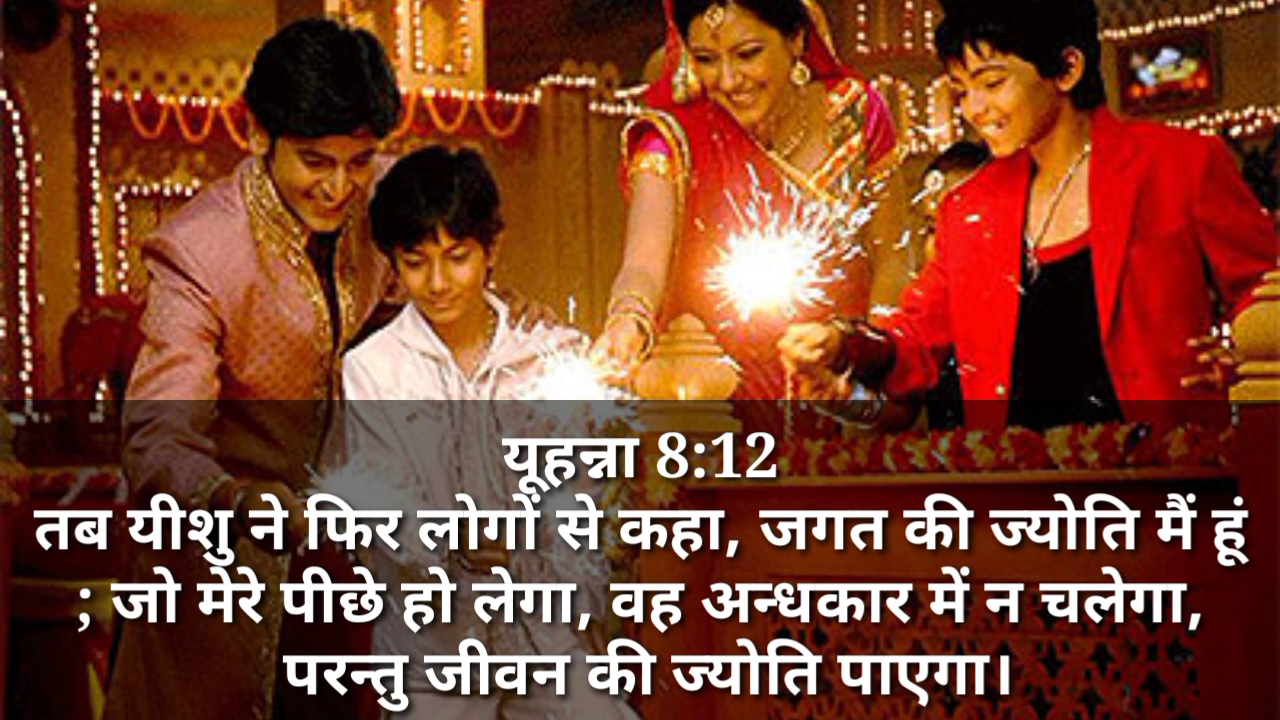 यूहन्ना 8:12
तब यीशु ने फिर लोगों से कहा, जगत की ज्योति मैं हूं
; जो मेरे पीछे हो लेगा, वह अन्धकार में न चलेगा,
परन्तु जीवन की ज्योति पाएगा।